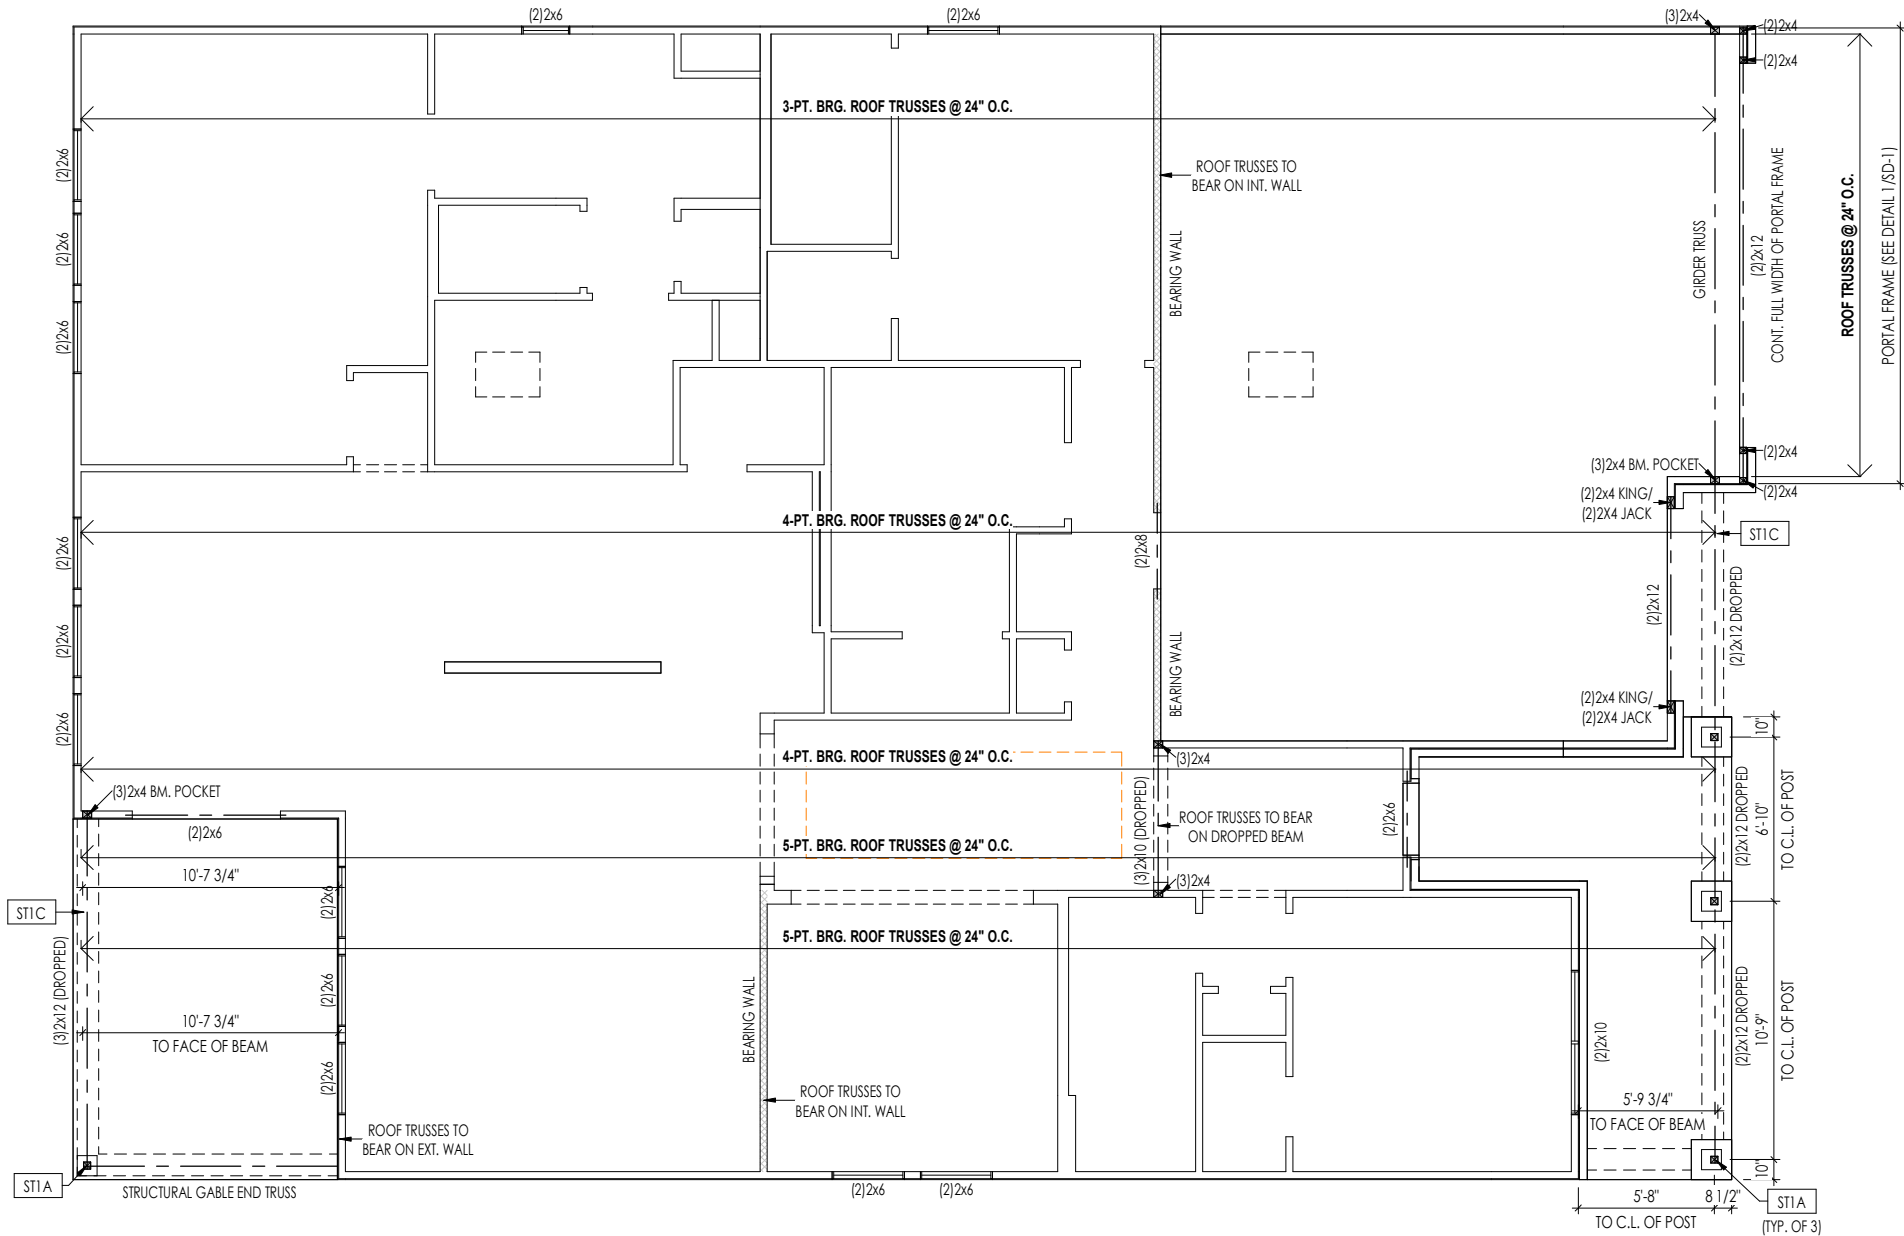 (2)2x6
(2)2x6
(3)2x4
(2)2x4
(2)2x4
3-PT. BRG. ROOF TRUSSES @ 24" O.C.
(2)2x6
(2)2x6
(2)2x6
ROOF TRUSSES TO
BEAR ON INT. WALL
BEARING WALL
GIRDER TRUSS
(2)2x12
CONT. FULL WIDTH OF PORTAL FRAME
ROOF TRUSSES @ 24" O.C.
PORTAL FRAME (SEE DETAIL 1/SD-1)
(2)2x4
(3)2x4 BM. POCKET
(2)2x4
(2)2x4 KING/
(2)2X4 JACK
4-PT. BRG. ROOF TRUSSES @ 24" O.C.
ST1C
(2)2x6
(2)2x6
(2)2x6
(2)2x8
(2)2x12
(2)2x12 DROPPED
BEARING WALL
(2)2x4 KING/
(2)2X4 JACK
10"
4-PT. BRG. ROOF TRUSSES @ 24" O.C.
(3)2x4
(3)2x4 BM. POCKET
(2)2x6
(3)2x10 (DROPPED)
ROOF TRUSSES TO BEAR
ON DROPPED BEAM
(2)2x6
(2)2x12 DROPPED
6'-10"
TO C.L. OF POST
5-PT. BRG. ROOF TRUSSES @ 24" O.C.
10'-7 3/4"
(2)2x6
(3)2x4
ST1C
5-PT. BRG. ROOF TRUSSES @ 24" O.C.
(3)2x12 (DROPPED)
(2)2x6
BEARING WALL
10'-7 3/4"
TO FACE OF BEAM
(2)2x6
(2)2x10
(2)2x12 DROPPED
10'-9"
TO C.L. OF POST
ROOF TRUSSES TO
BEAR ON INT. WALL
5'-9 3/4"
TO FACE OF BEAM
ROOF TRUSSES TO
BEAR ON EXT. WALL
10"
ST1A
STRUCTURAL GABLE END TRUSS
(2)2x6
(2)2x6
5'-8"
8 1/2"
TO C.L. OF POST
ST1A
(TYP. OF 3)